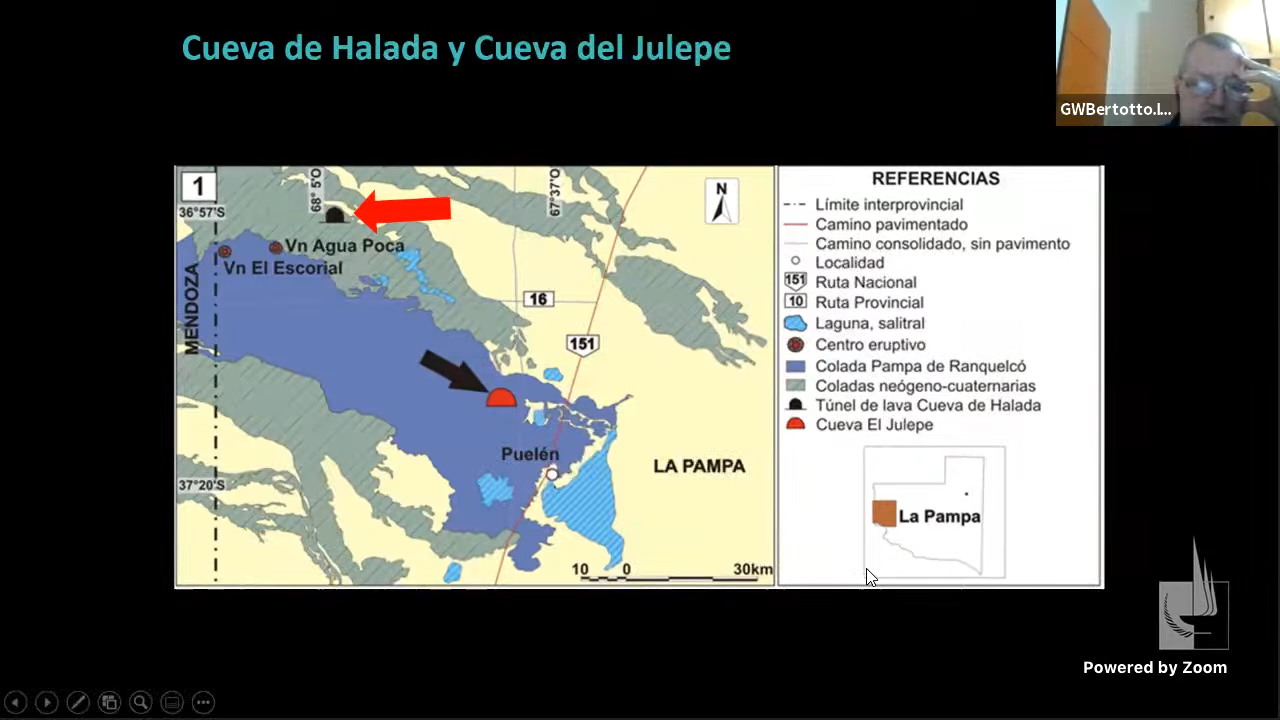 Cueva de Halada y Cueva del Julepe
GWBertotto.l...
1
36°57'S
68° 5'O
67°37'O
N
Vn Agua Poca
Vn El Escorial
MENDOZA
16
151
Puelén
LA PAMPA
37°20'S
10 0 30km
REFERENCIAS
Límite interprovincial
Camino pavimentado
Camino consolidado, sin pavimento
Localidad
151 Ruta Nacional
10 Ruta Provincial
Laguna, salitral
Centro eruptivo
Colada Pampa de Ranquelcó
Coladas neógeno-cuaternarias
Túnel de lava Cueva de Halada
Cueva El Julepe
La Pampa
Powered by Zoom